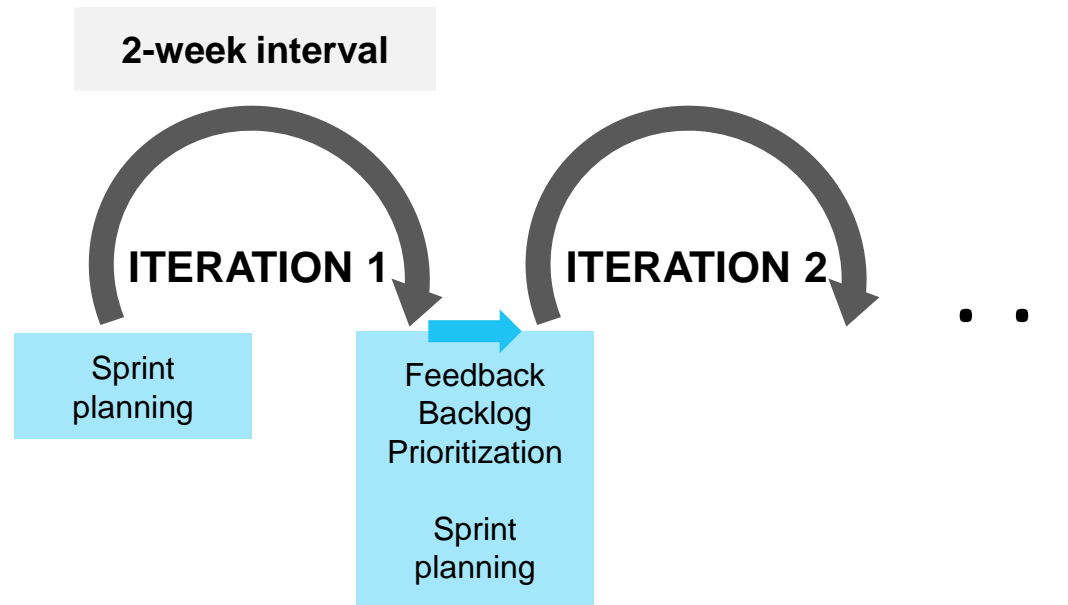 2-week interval
ITERATION 1
ITERATION 2
. .
Sprint
planning
Feedback
Backlog
Prioritization
Sprint
planning